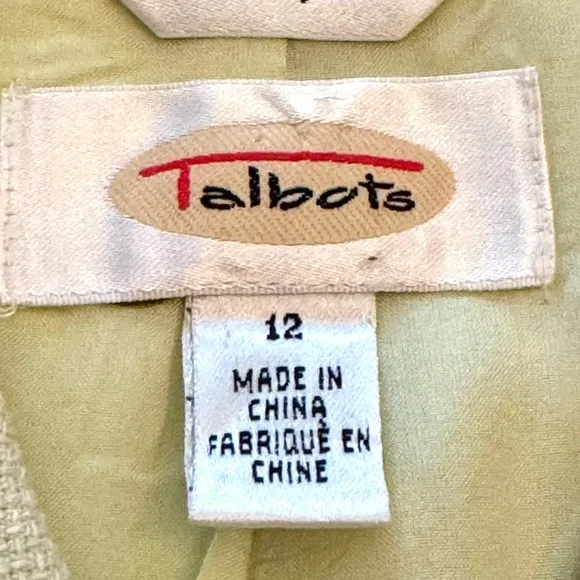 Talbots
12
MADE IN
CHINA
FABRIQUÉ EN
CHINE